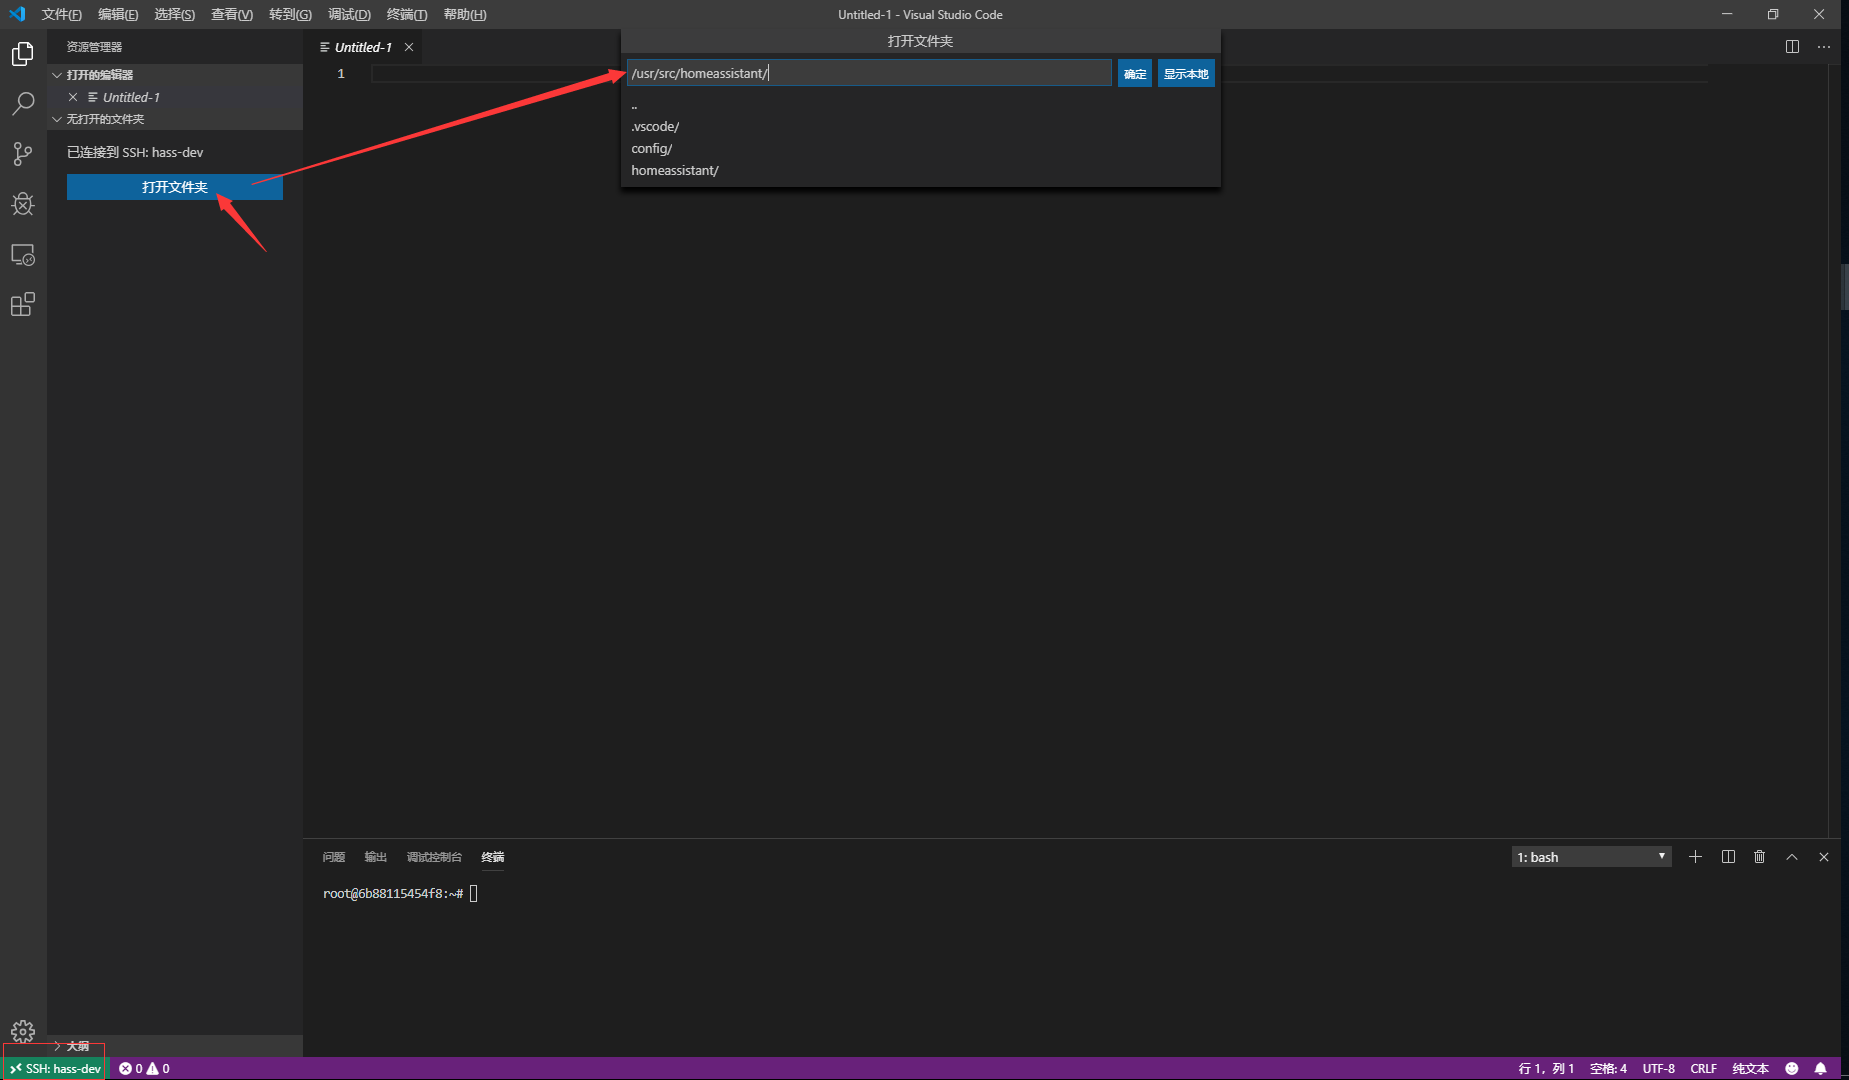 文件(F) 编辑(E) 选择(S) 查看(V) 转到(G) 调试(D) 终端(T) 帮助(H)
Untitled-1 - Visual Studio Code
资源管理器
打开的编辑器
Untitled-1
无打开的文件夹
已连接到 SSH: hass-dev
打开文件夹
Untitled-1
1
打开文件夹
/usr/src/homeassistant/
确定
显示本地
..
.vscode/
config/
homeassistant/
问题 输出 调试控制台 终端
1: bash
root@6b88115454f8:~#
大纲
SSH: hass-dev
0 0
行 1，列 1 空格: 4 UTF-8 CRLF 纯文本